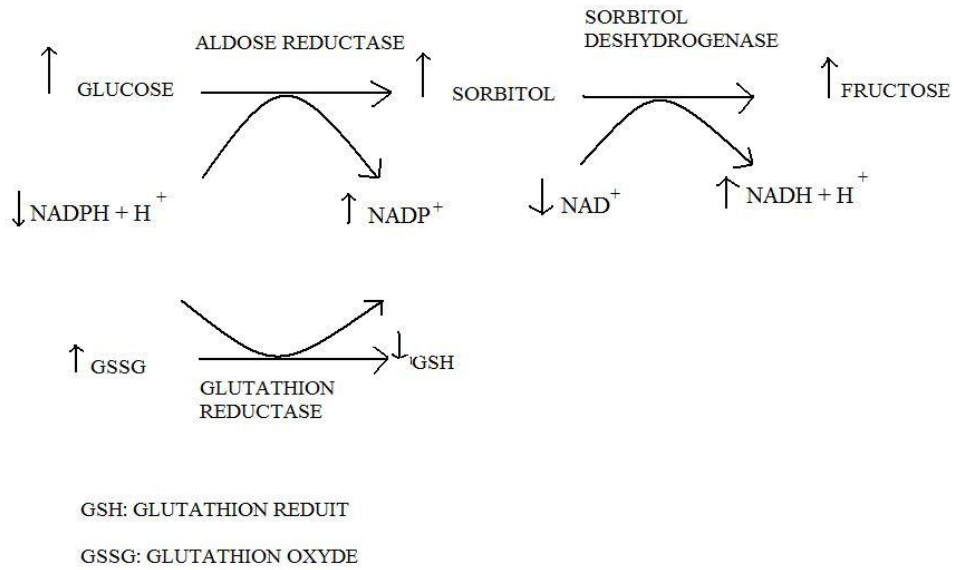 SORBITOL
DESHYDROGENASE
ALDOSE REDUCTASE
GLUCOSE
SORBITOL
FRUCTOSE
NADPH + H +
NADP +
NAD +
NADH + H +
GSSG
GSH
GLUTATHION
REDUCTASE
GSH: GLUTATHION REDUIT
GSSG: GLUTATHION OXYDE